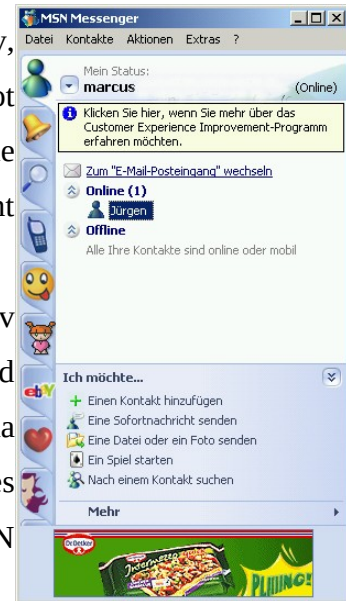 MSN Messenger
Datei Kontakte Aktionen Extras ?
Mein Status:
marcus (Online)
Klicken Sie hier, wenn Sie mehr über das
Customer Experience Improvement-Programm
erfahren möchten.
Zum "E-Mail-Posteingang" wechseln
Online (1)
Jürgen
Offline
Alle Ihre Kontakte sind online oder mobil
ebY
Ich möchte...
Einen Kontakt hinzufügen
Eine Sofortnachricht senden
Eine Datei oder ein Foto senden
Ein Spiel starten
Nach einem Kontakt suchen
Mehr
Dr.Oetker
Intermezzo
PLIIIING!